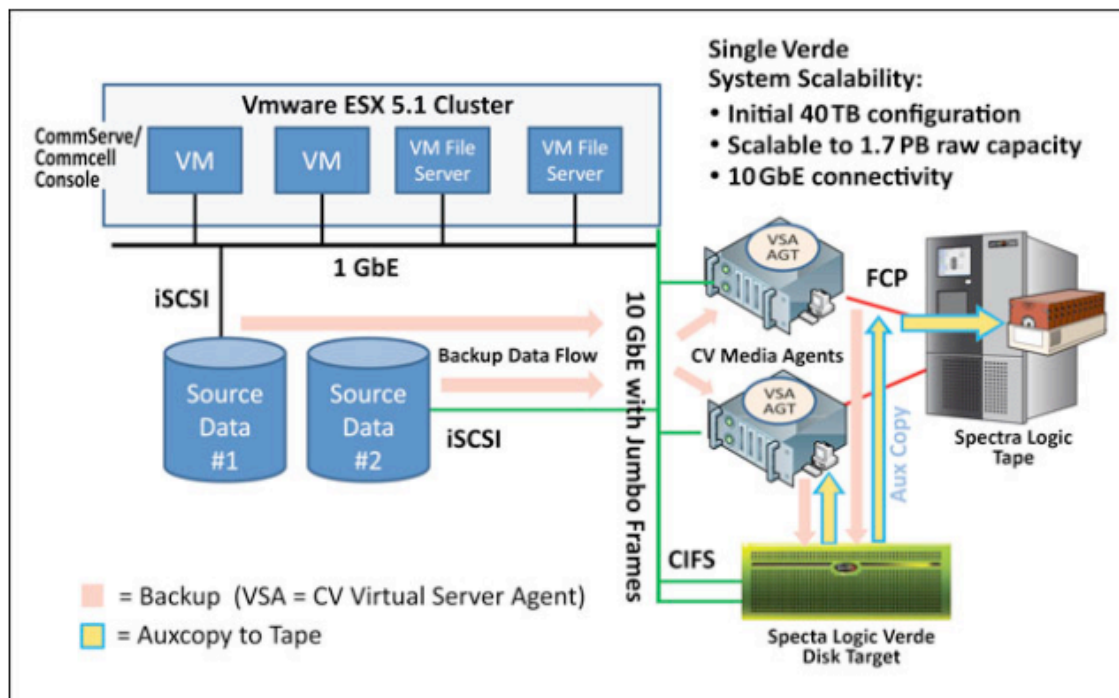 Single Verde
System Scalability:
• Initial 40 TB configuration
• Scalable to 1.7 PB raw capacity
• 10 GbE connectivity
Vmware ESX 5.1 Cluster
CommServe/
Commcell
Console
VM
VM
VM File
Server
VM File
Server
1 GbE
iSCSI
Source
Data
#1
Source
Data
#2
Backup Data Flow
iSCSI
10 GbE with Jumbo Frames
VSA
AGT
CV Media Agents
VSA
AGT
FCP
Spectra Logic
Tape
Aux Copy
CIFS
Specta Logic Verde
Disk Target
= Backup (VSA = CV Virtual Server Agent)
= Auxcopy to Tape